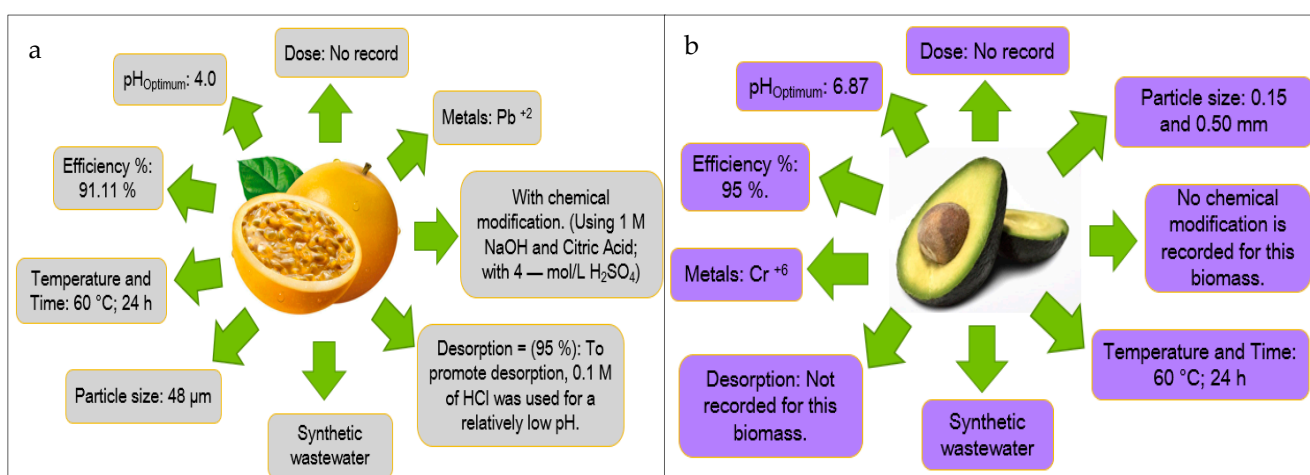 a
Dose: No record
pHOptimum: 4.0
Metals: Pb +2
Efficiency %:
91.11 %
With chemical
modification. (Using 1 M
NaOH and Citric Acid;
with 4 — mol/L H2SO4)
Temperature and
Time: 60 °C; 24 h
Desorption = (95 %): To
promote desorption, 0.1 M
of HCl was used for a
relatively low pH.
Particle size: 48 µm
Synthetic
wastewater
b
Dose: No record
pHOptimum: 6.87
Particle size: 0.15
and 0.50 mm
Efficiency %:
95 %.
No chemical
modification is
recorded for this
biomass.
Metals: Cr +6
Temperature and Time:
60 °C; 24 h
Desorption: Not
recorded for this
biomass.
Synthetic
wastewater